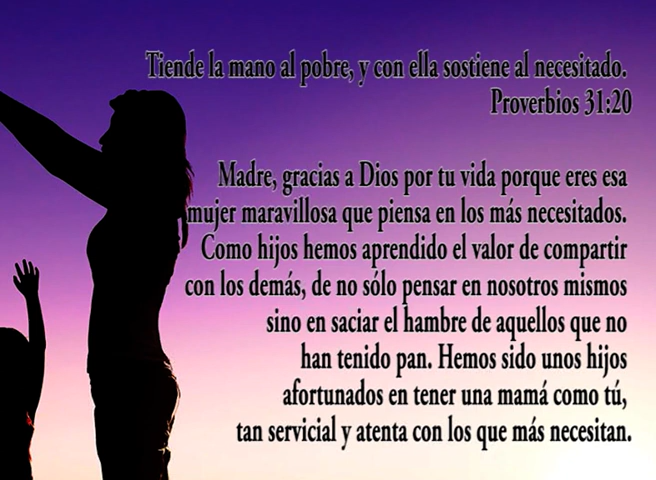 Tiende la mano al pobre, y con ella sostiene al necesitado.
Proverbios 31:20
Madre, gracias a Dios por tu vida porque eres esa
mujer maravillosa que piensa en los más necesitados.
Como hijos hemos aprendido el valor de compartir
con los demás, de no sólo pensar en nosotros mismos
sino en saciar el hambre de aquellos que no
han tenido pan. Hemos sido unos hijos
afortunados en tener una mamá como tú,
tan servicial y atenta con los que más necesitan.